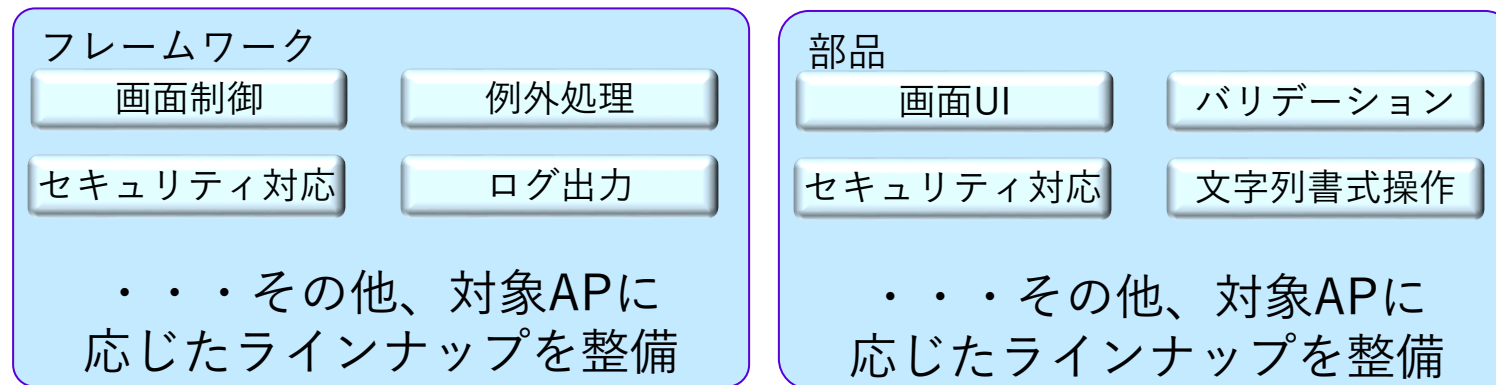 フレームワーク
画面制御
例外処理
セキュリティ対応
ログ出力
・・・その他、対象APに
応じたラインナップを整備
部品
画面UI
バリデーション
セキュリティ対応
文字列書式操作
・・・その他、対象APに
応じたラインナップを整備